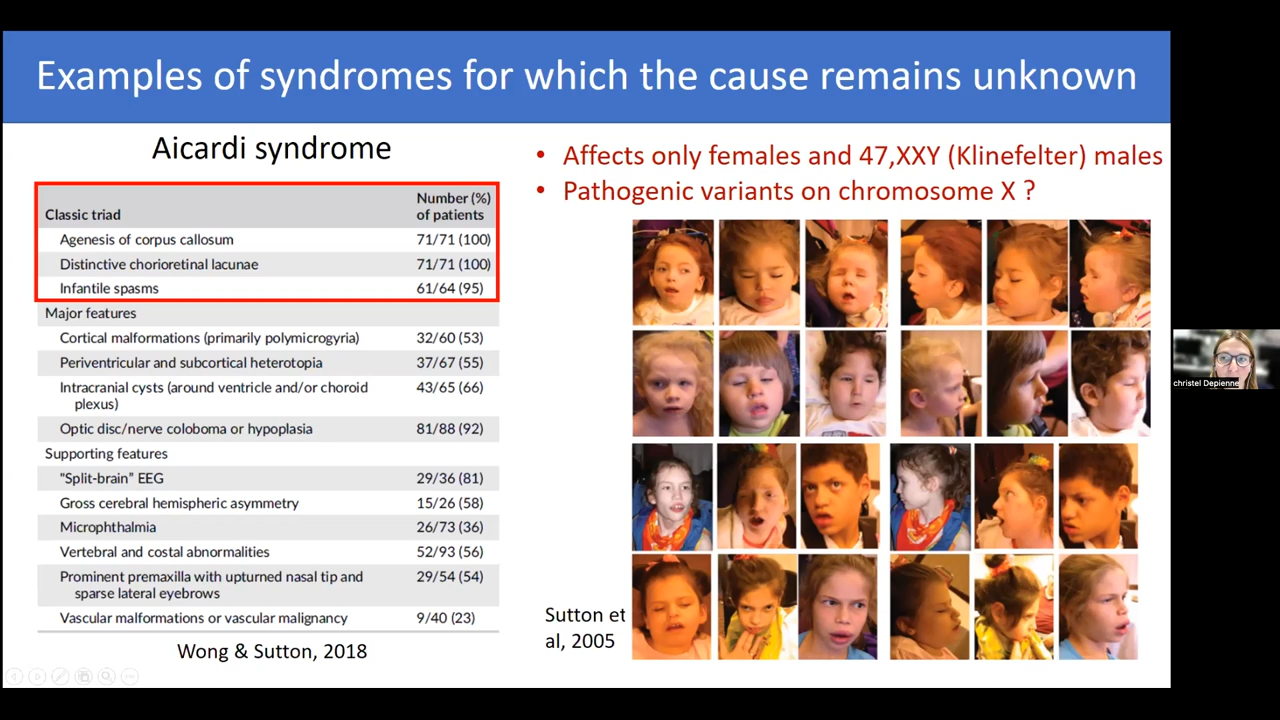 Examples of syndromes for which the cause remains unknown
Aicardi syndrome
Classic triad Number (%) of patients
Agenesis of corpus callosum 71/71 (100)
Distinctive chorioretinal lacunae 71/71 (100)
Infantile spasms 61/64 (95)
Major features
Cortical malformations (primarily polymicrogyria) 32/60 (53)
Periventricular and subcortical heterotopia 37/67 (55)
Intracranial cysts (around ventricle and/or choroid 43/65 (66)
plexus)
Optic disc/nerve coloboma or hypoplasia 81/88 (92)
Supporting features
"Split-brain" EEG 29/36 (81)
Gross cerebral hemispheric asymmetry 15/26 (58)
Microphthalmia 26/73 (36)
Vertebral and costal abnormalities 52/93 (56)
Prominent premaxilla with upturned nasal tip and 29/54 (54)
sparse lateral eyebrows
Vascular malformations or vascular malignancy 9/40 (23)
Wong & Sutton, 2018
• Affects only females and 47,XXY (Klinefelter) males
• Pathogenic variants on chromosome X ?
Sutton et
al, 2005
christel Depienne